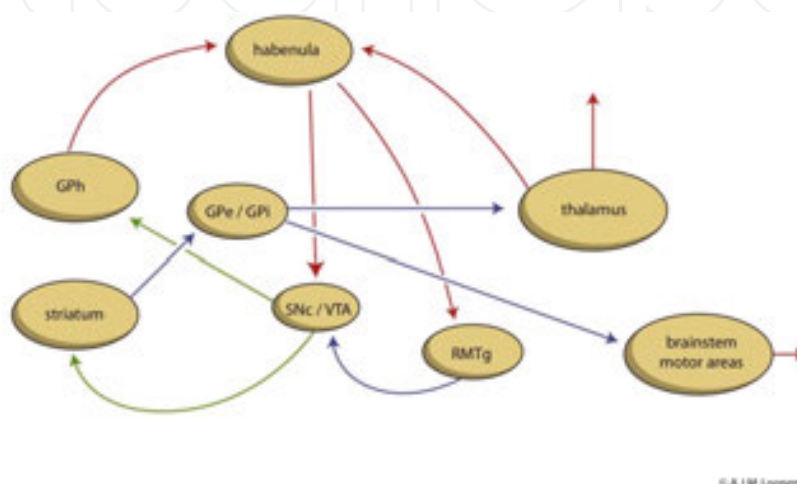 habenula
GPh
GPe / GPi
thalamus
striatum
SNc / VTA
RMTg
brainstem
motor areas